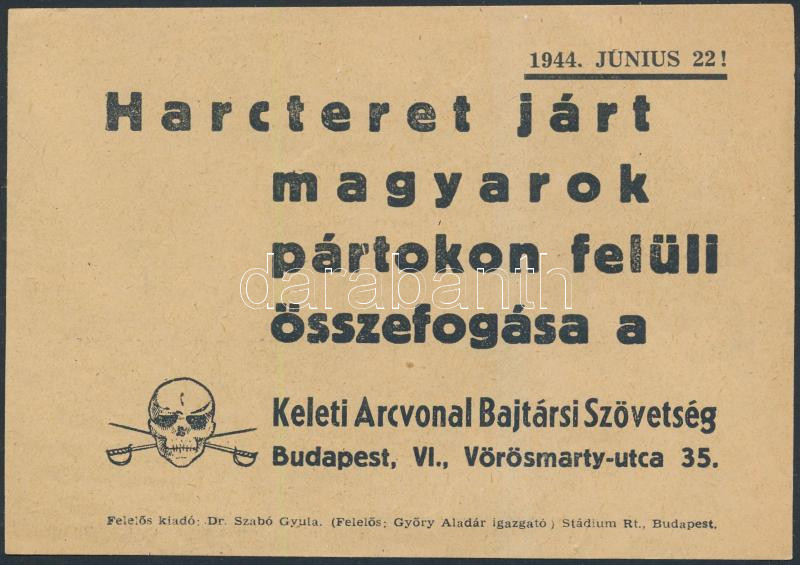 1944. JÚNIUS 22!
Harcteret járt
magyarok
pártokon felüli
darabanth
összefogása a
Keleti Arcvonal Bajtársi Szövetség
Budapest, VI., Vörösmarty-utca 35.
Felelős kiadó: Dr. Szabó Gyula. (Felelős: Győry Aladár igazgató) Stádium Rt., Budapest.